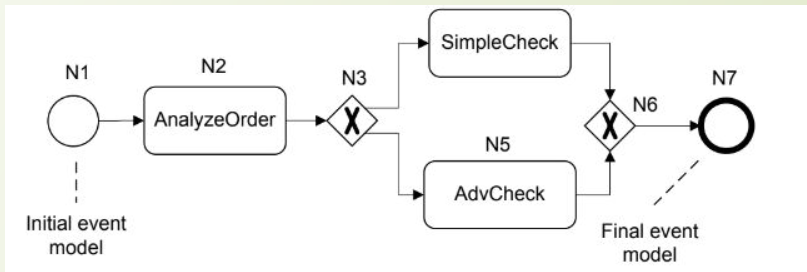 SimpleCheck
N1
N2
N3
N7
AnalyzeOrder
X
X
N6
N5
AdvCheck
Initial event
model
Final event
model